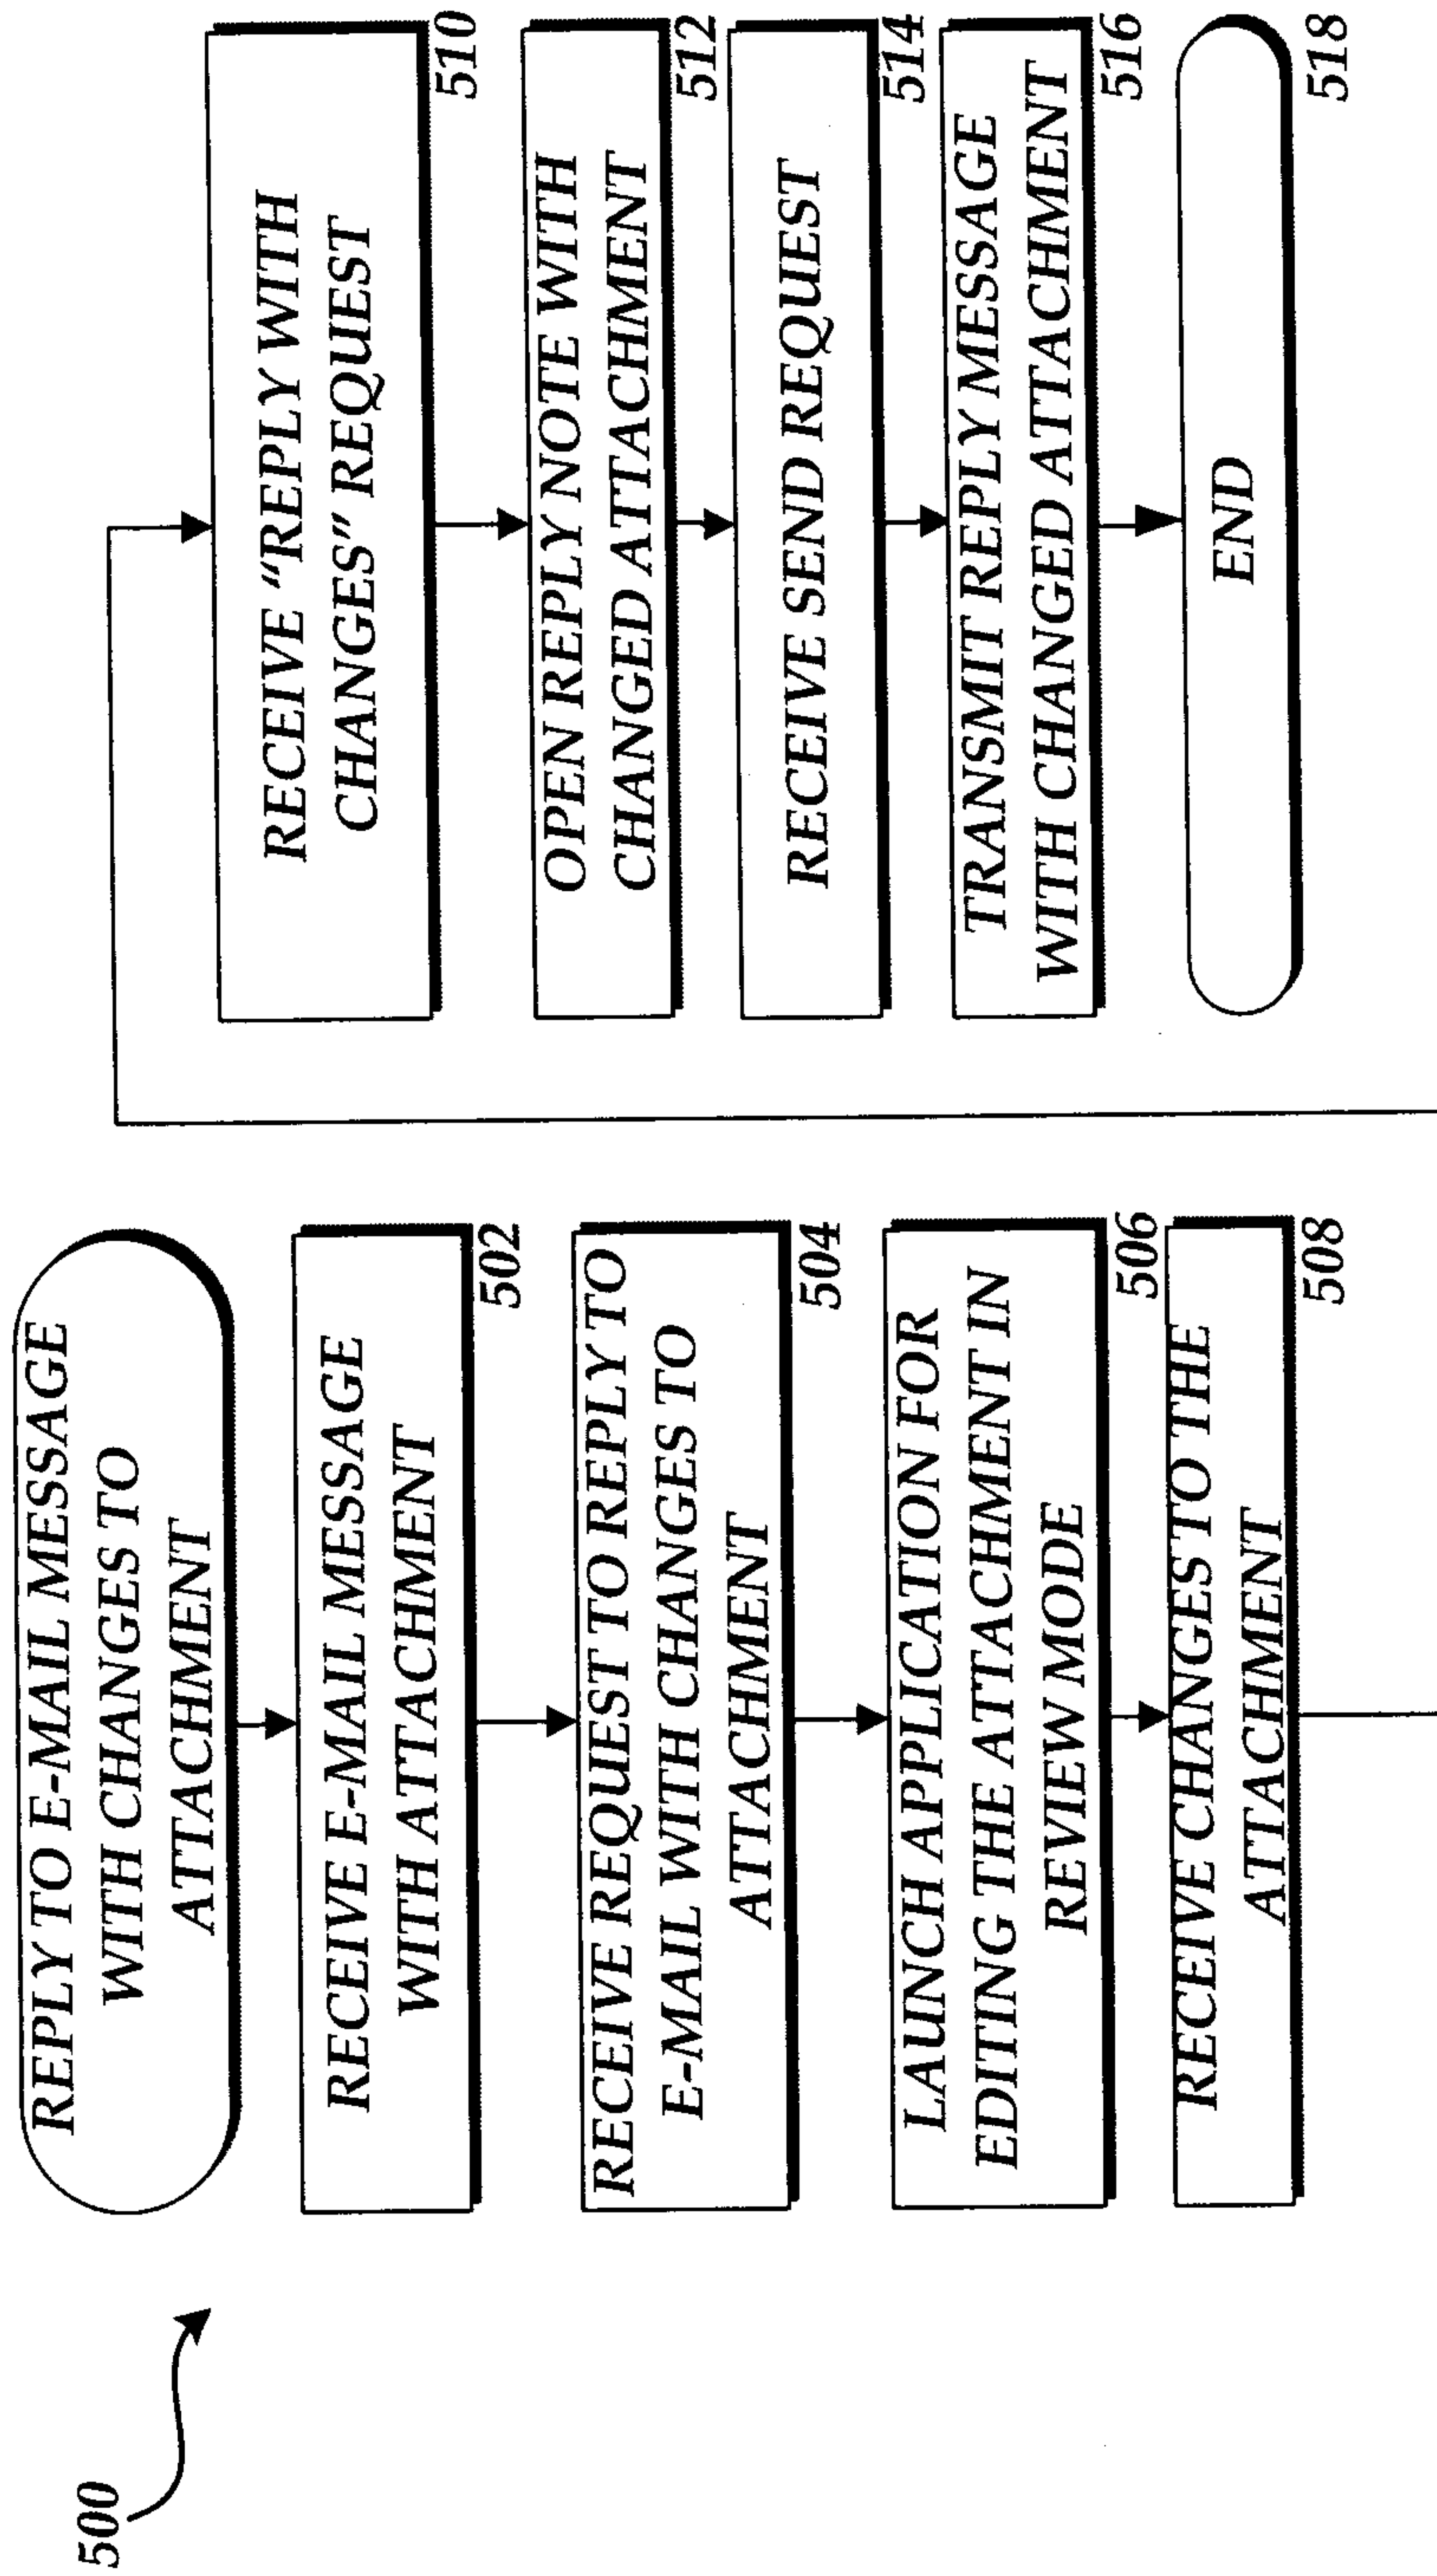 500
REPLY TO E-MAIL MESSAGE
WITH CHANGES TO
ATTACHMENT
RECEIVE E-MAIL MESSAGE
WITH ATTACHMENT
502
RECEIVE REQUEST TO REPLY TO
E-MAIL WITH CHANGES TO
ATTACHMENT
504
LAUNCH APPLICATION FOR
EDITING THE ATTACHMENT IN
REVIEW MODE
506
RECEIVE CHANGES TO THE
ATTACHMENT
508
RECEIVE “REPLY WITH
CHANGES” REQUEST
510
OPEN REPLY NOTE WITH
CHANGED ATTACHMENT
512
RECEIVE SEND REQUEST
514
TRANSMIT REPLY MESSAGE
WITH CHANGED ATTACHMENT
516
END
518